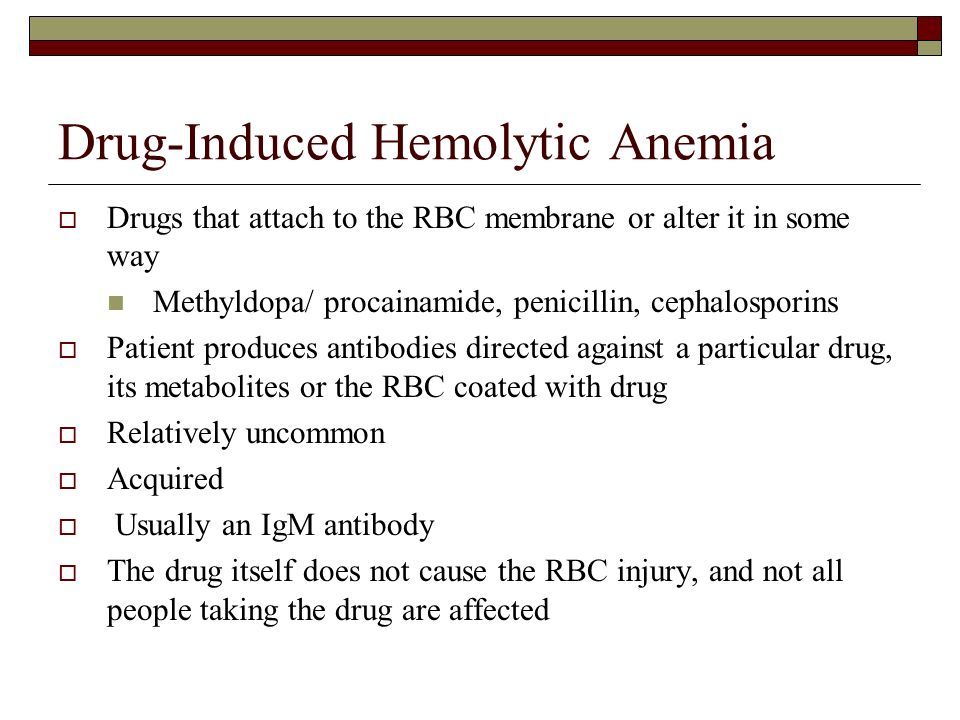 Drug-Induced Hemolytic Anemia
Drugs that attach to the RBC membrane or alter it in some
way
Methyldopa/ procainamide, penicillin, cephalosporins
Patient produces antibodies directed against a particular drug,
its metabolites or the RBC coated with drug
Relatively uncommon
Acquired
Usually an IgM antibody
The drug itself does not cause the RBC injury, and not all
people taking the drug are affected